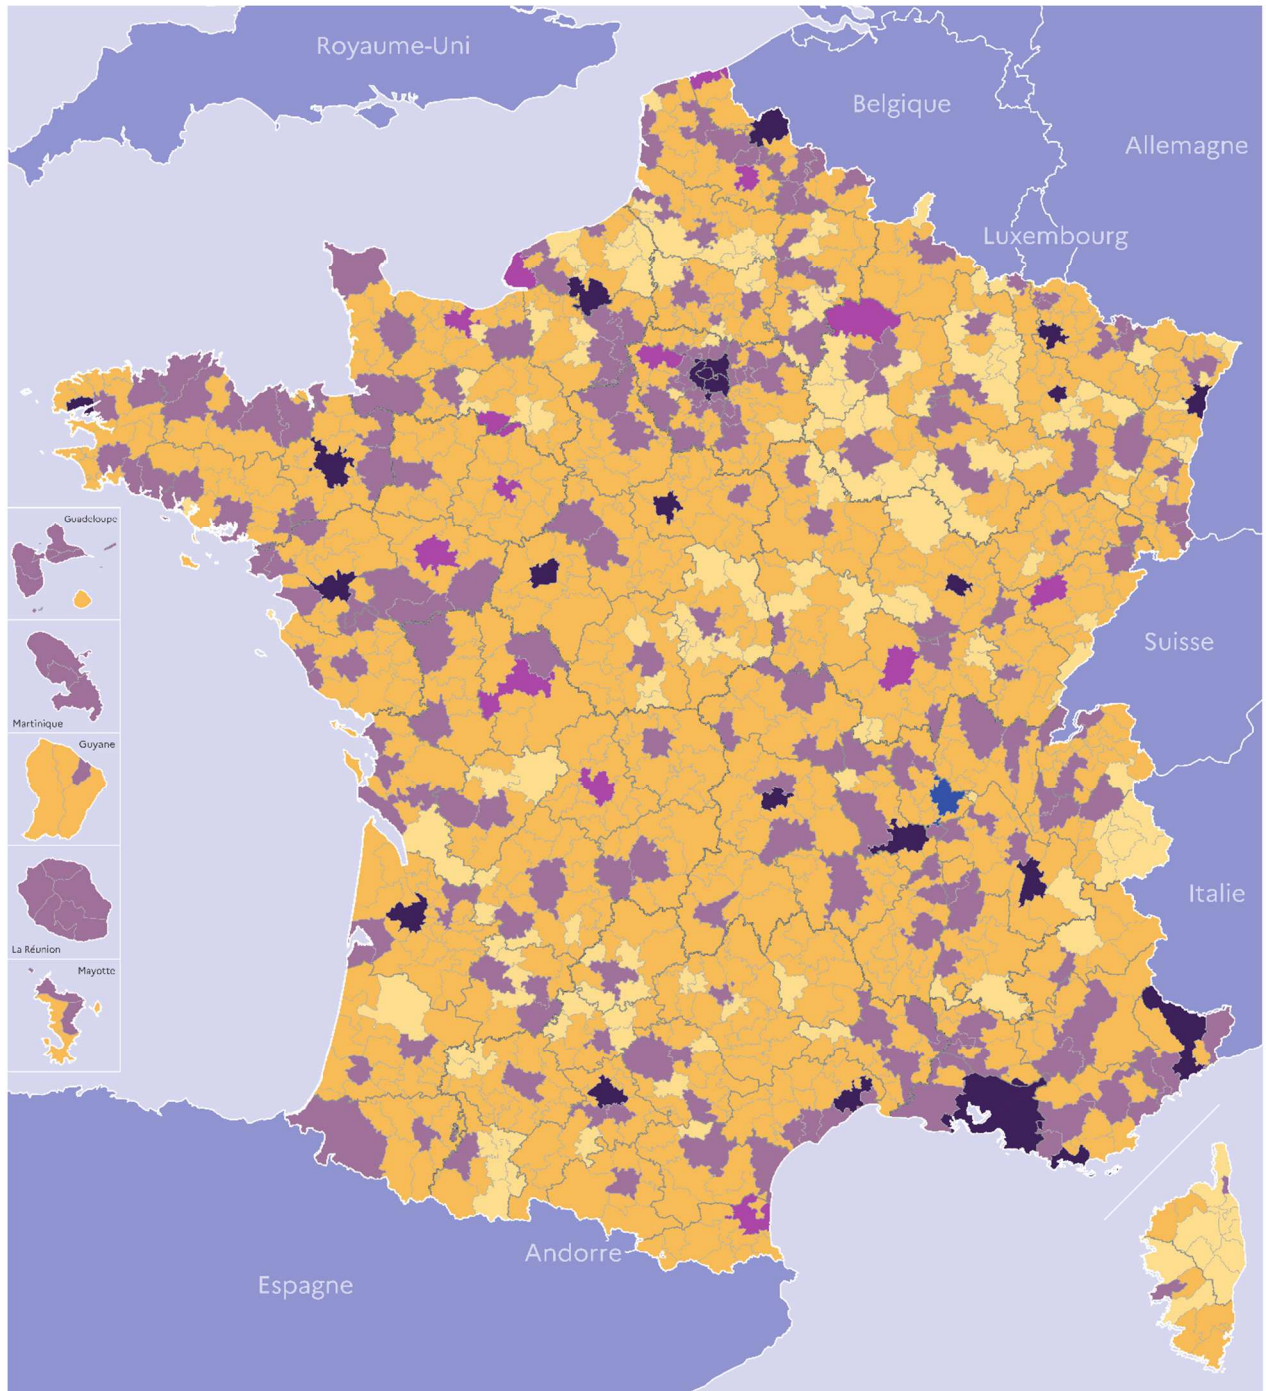 Royaume-Uni
Belgique
Allemagne
Luxembourg
Guadeloupe
Martinique
Suisse
Guyane
La Réunion
Italie
Mayotte
Andorre
Espagne